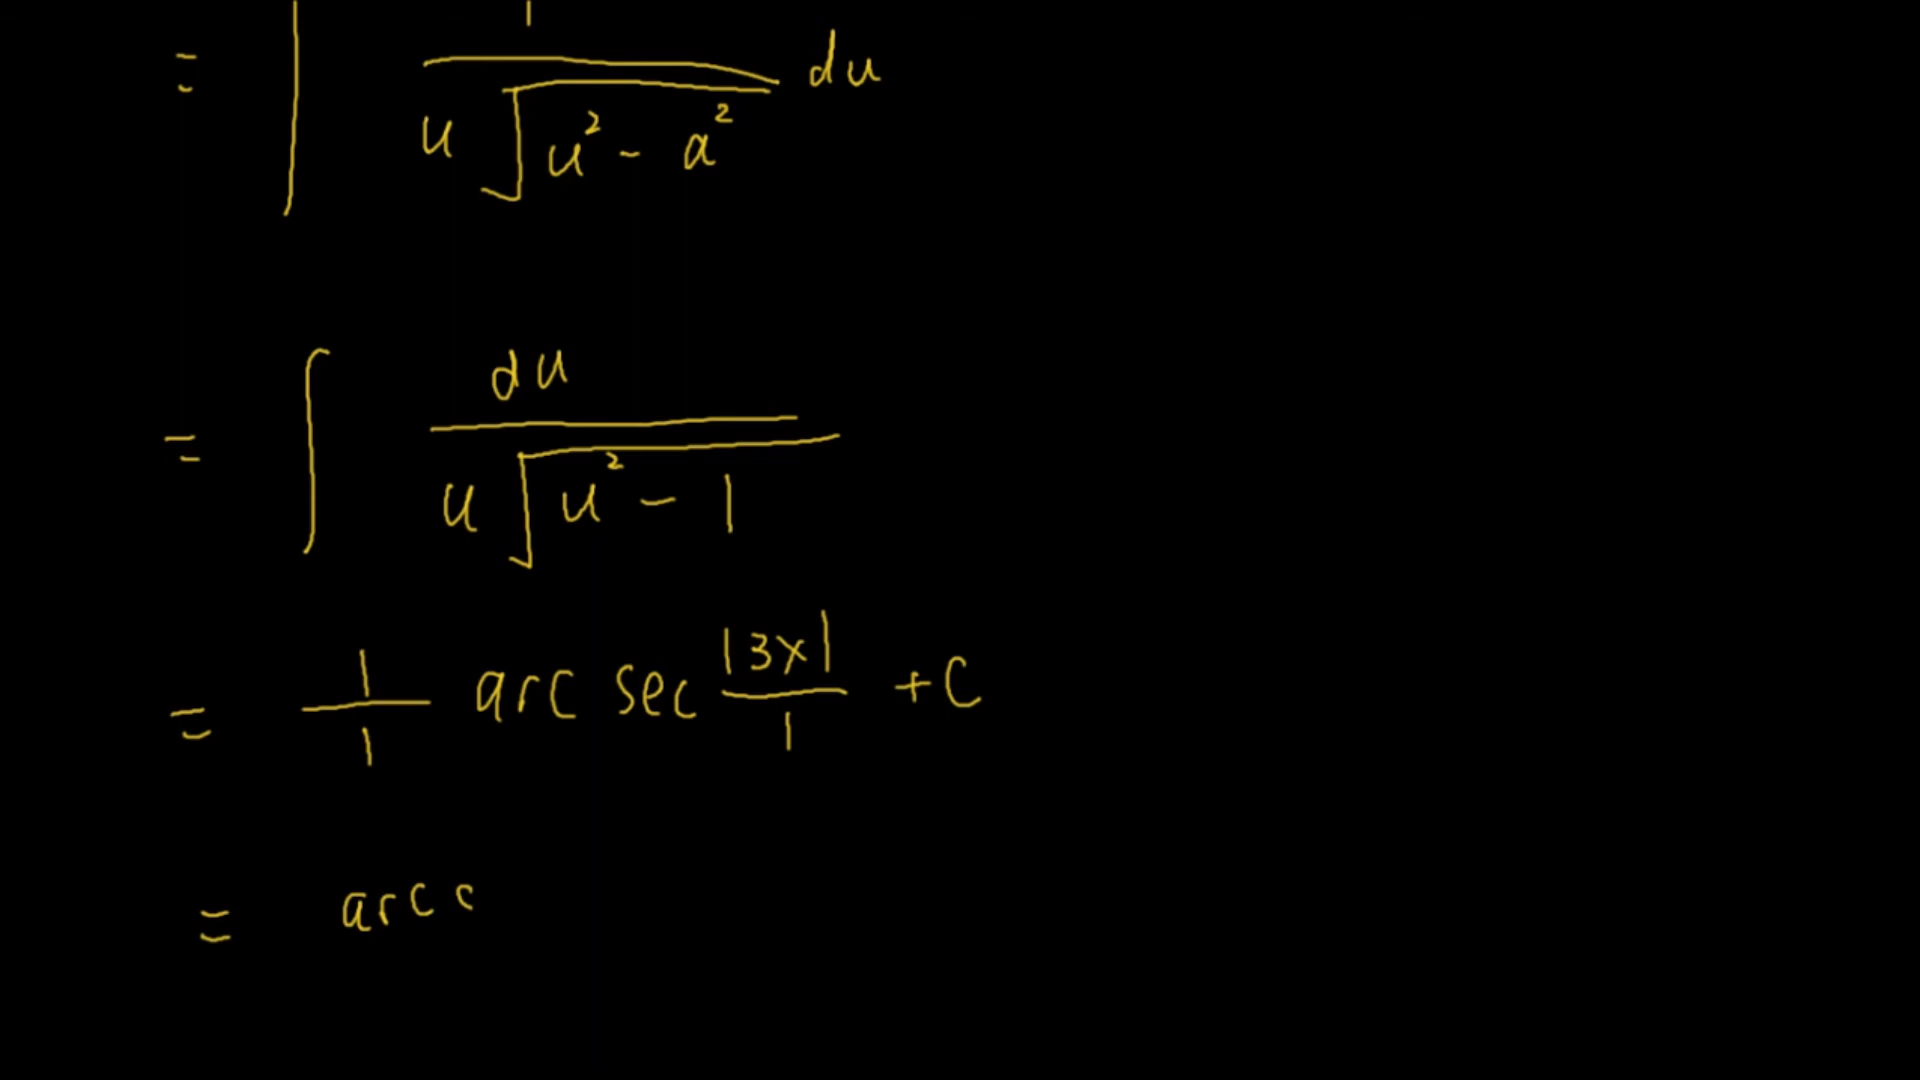 = ∫ 1 / (u √(u² - a²)) du
= ∫ du / (u √(u² - 1))
= 1/1 arc sec |3x|/1 + C
= arc